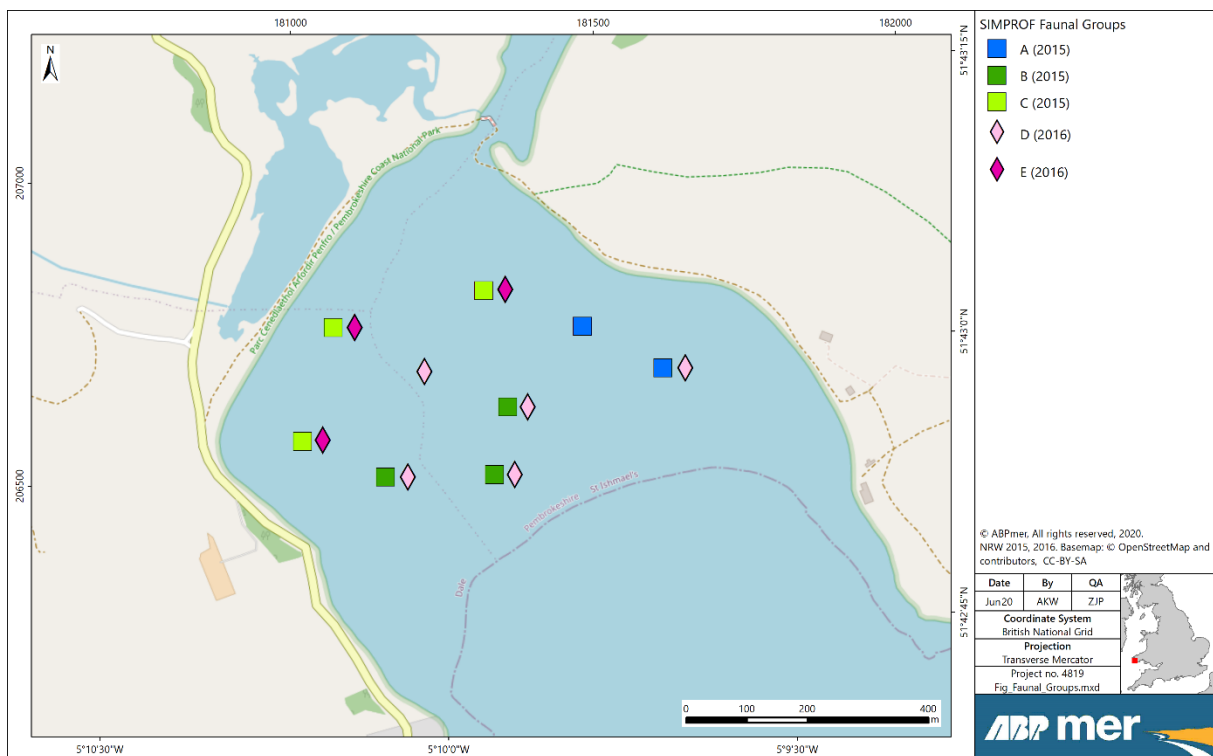 181000
181500
182000
N
207000
206500
51°43'15"N
51°43'0"N
51°42'45"N
5°10'30"W
5°10'0"W
5°9'30"W
Parc Cenedlaethol Arfordir Penfro / Pembrokeshire Coast National Park
Pembrokeshire
St Ishmael's
Dale
0 100 200 400
m
SIMPROF Faunal Groups
A (2015)
B (2015)
C (2015)
D (2016)
E (2016)
© ABPmer. All rights reserved, 2020.
NRW 2015, 2016. Basemap: © OpenStreetMap and
contributors, CC-BY-SA
Date By QA
Jun20 AKW ZJP
Coordinate System
British National Grid
Projection
Transverse Mercator
Project no. 4819
Fig_Faunal_Groups.mxd
ABPmer